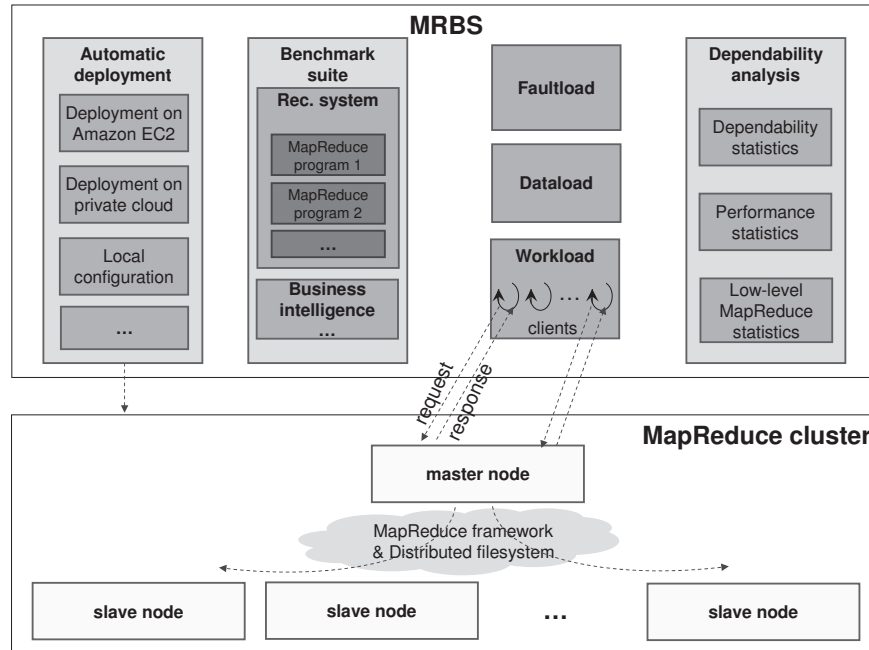 MRBS
Automatic
deployment
Deployment on
Amazon EC2
Deployment on
private cloud
Local
configuration
...
Benchmark
suite
Rec. system
MapReduce
program 1
MapReduce
program 2
...
Business
intelligence
...
Faultload
Dataload
Workload
...
clients
Dependability
analysis
Dependability
statistics
Performance
statistics
Low-level
MapReduce
statistics
request
response
MapReduce cluster
master node
MapReduce framework
& Distributed filesystem
slave node
slave node
...
slave node